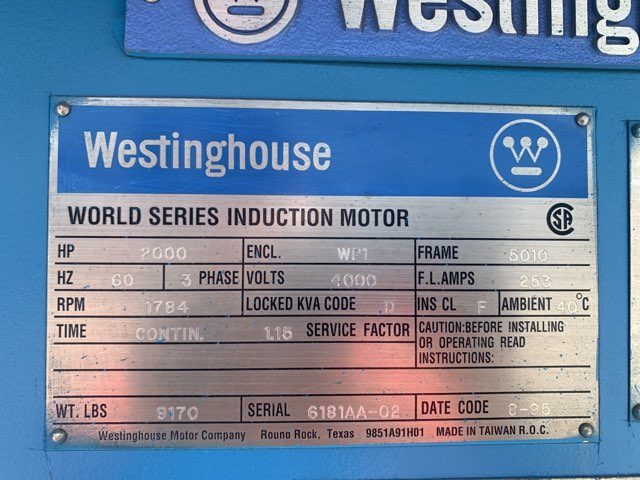 Westing
Westinghouse
WORLD SERIES INDUCTION MOTOR
HP 2000 ENCL. WP1 FRAME 5010
HZ 60 3 PHASE VOLTS 4000 F.L.AMPS 253
RPM 1784 LOCKED KVA CODE D INS CL F AMBIENT 40°C
TIME CONTIN. 1.15 SERVICE FACTOR CAUTION:BEFORE INSTALLING
OR OPERATING READ
INSTRUCTIONS:
WT. LBS 9170 SERIAL 6181AA-02 DATE CODE
Westinghouse Motor Company Round Rock, Texas 9851A91H01 MADE IN TAIWAN R.O.C.